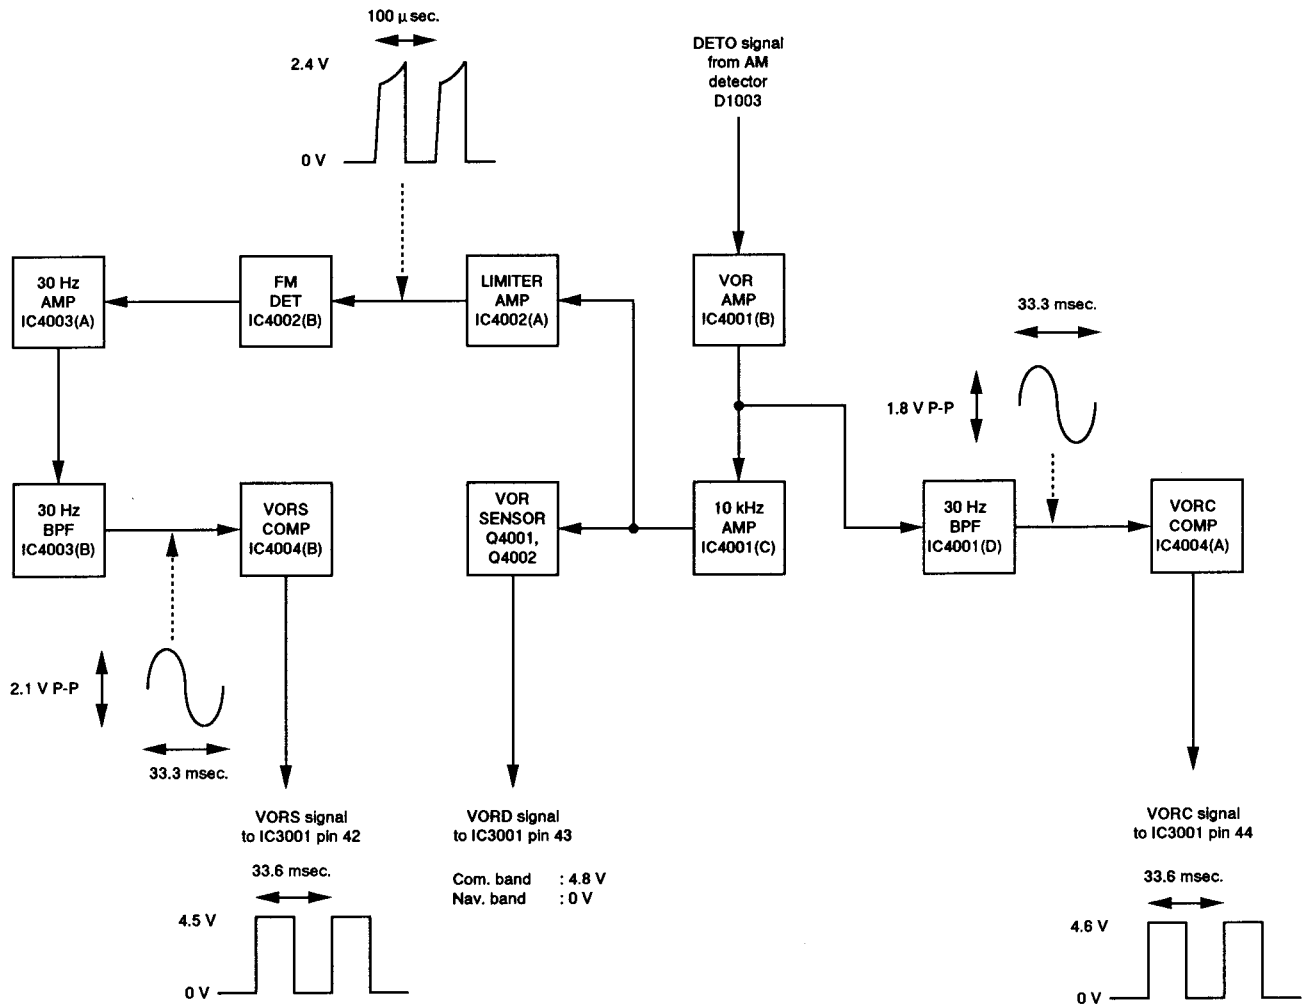 100 µ sec.
2.4 V
0 V
DETO signal
from AM
detector
D1003
30 Hz
AMP
IC4003(A)
FM
DET
IC4002(B)
LIMITER
AMP
IC4002(A)
VOR
AMP
IC4001(B)
33.3 msec.
1.8 V P-P
30 Hz
BPF
IC4003(B)
VORS
COMP
IC4004(B)
VOR
SENSOR
Q4001,
Q4002
10 kHz
AMP
IC4001(C)
30 Hz
BPF
IC4001(D)
VORC
COMP
IC4004(A)
2.1 V P-P
33.3 msec.
VORS signal
to IC3001 pin 42
VORD signal
to IC3001 pin 43
VORC signal
to IC3001 pin 44
33.6 msec.
4.5 V
0 V
Com. band : 4.8 V
Nav. band : 0 V
33.6 msec.
4.6 V
0 V